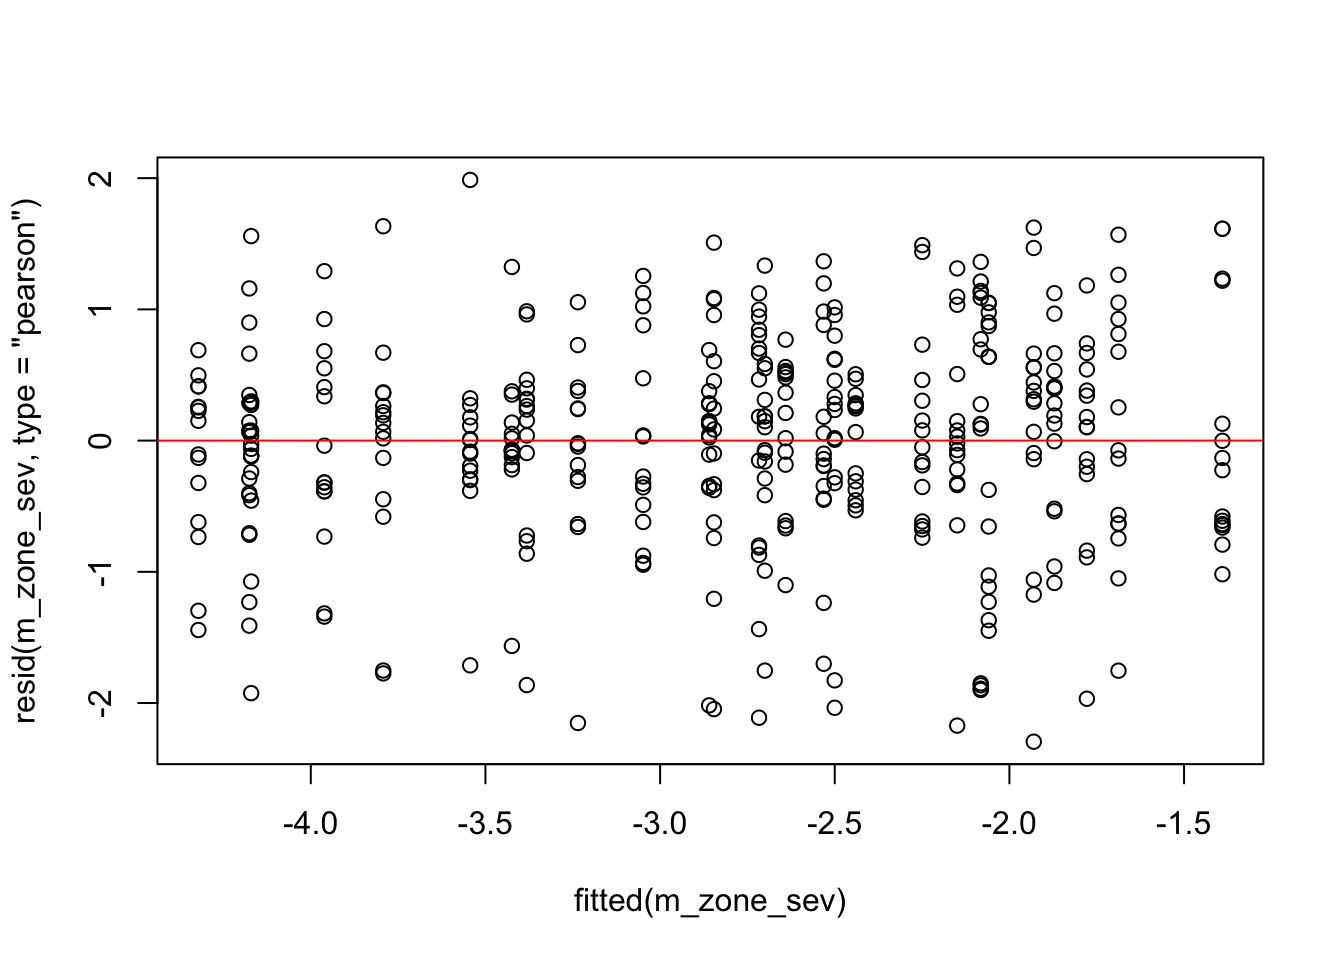 resid(m_zone_sev, type = "pearson")
2
1
0
-1
-2
-4.0 -3.5 -3.0 -2.5 -2.0 -1.5
fitted(m_zone_sev)